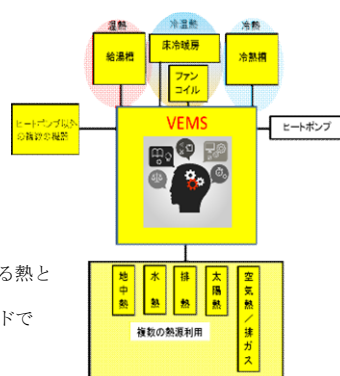 温熱
冷温熱
冷熱
給湯槽
床冷暖房
冷熱槽
ファン
コイル
ヒートポンプ以外
の複数の機器
VEMS
ヒートポンプ
る熱と
ドで
地中熱
水熱
排熱
太陽熱
空気熱/排ガス
複数の熱源利用